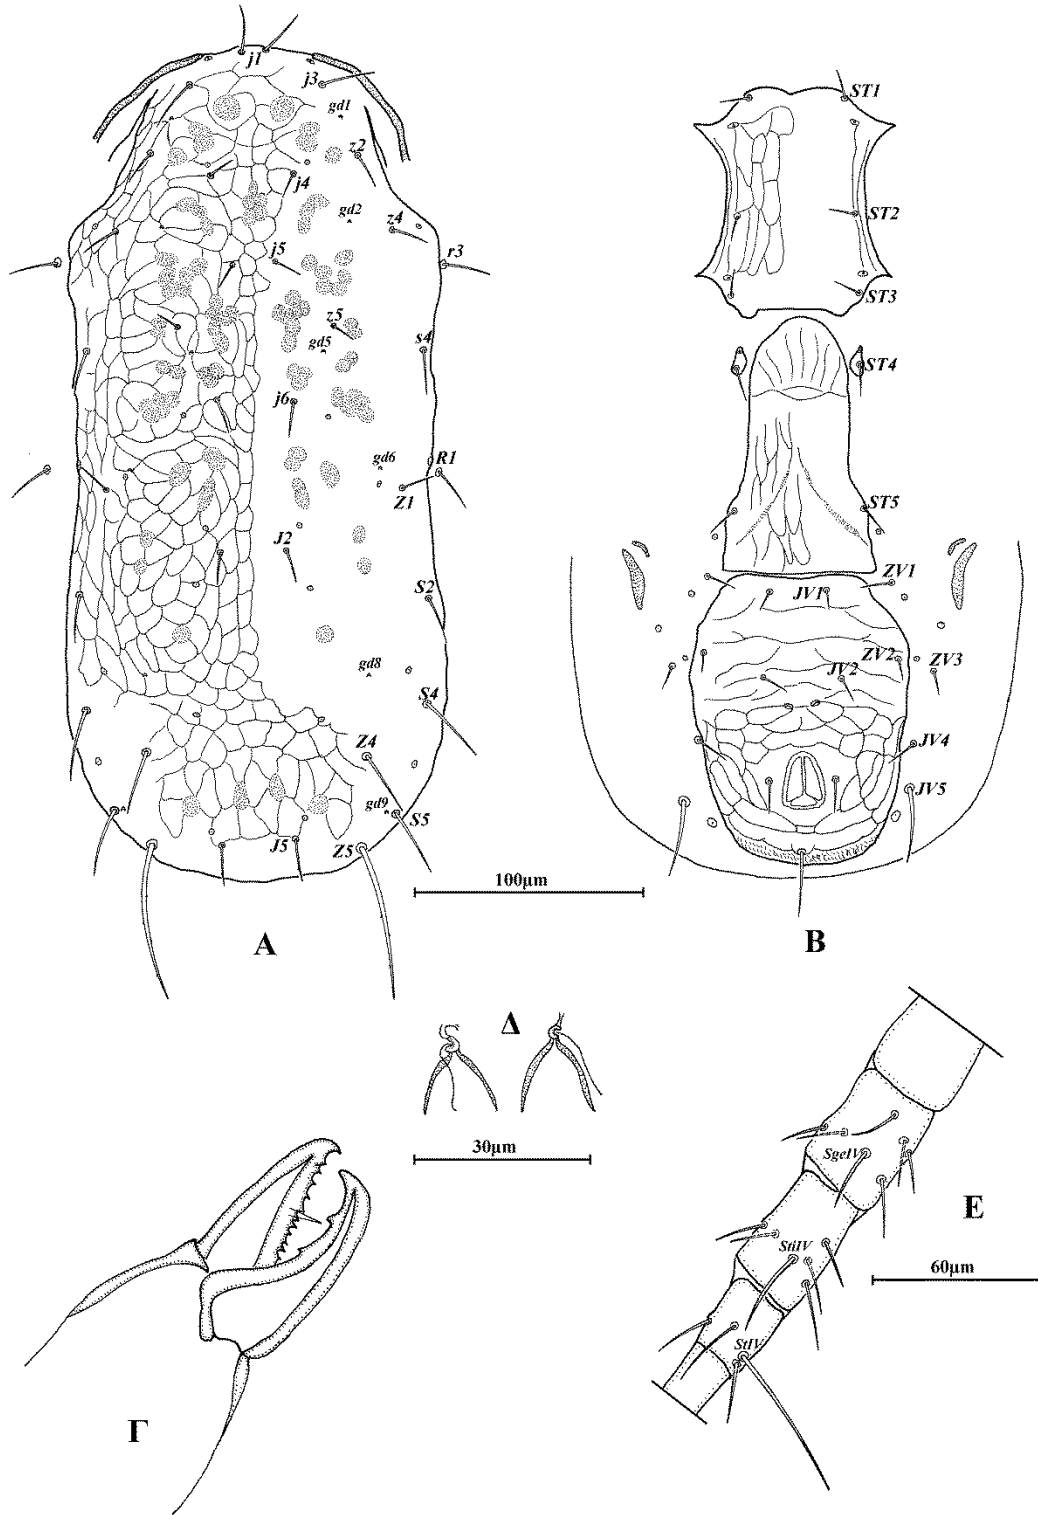 j1
j3
gd1
z2
j4
gd2
z4
j5
r3
z5
s4
gd5
j6
gd6
R1
Z1
J2
S2
gd8
S4
Z4
gd9
S5
J5
Z5
100μm
A
ST1
ST2
ST3
ST4
ST5
ZV1
JV1
ZV2
ZV3
JV2
JV4
JV5
B
Δ
30μm
Γ
SgeIV
StiIV
StIV
E
60μm